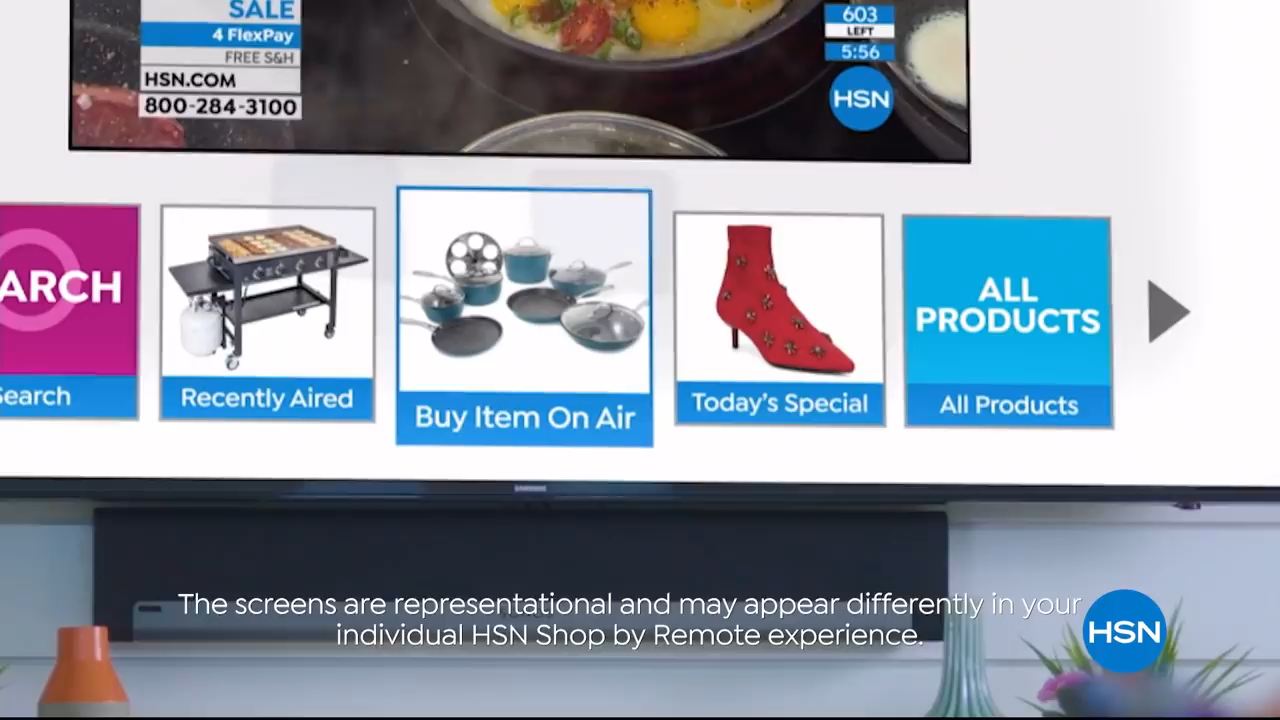 SALE
4 FlexPay
FREE S&H
HSN.COM
800-284-3100
603
LEFT
5:56
HSN
ARCH
Search
Recently Aired
Buy Item On Air
Today's Special
ALL
PRODUCTS
All Products
SAMSUNG
The screens are representational and may appear differently in your
individual HSN Shop by Remote experience.
HSN